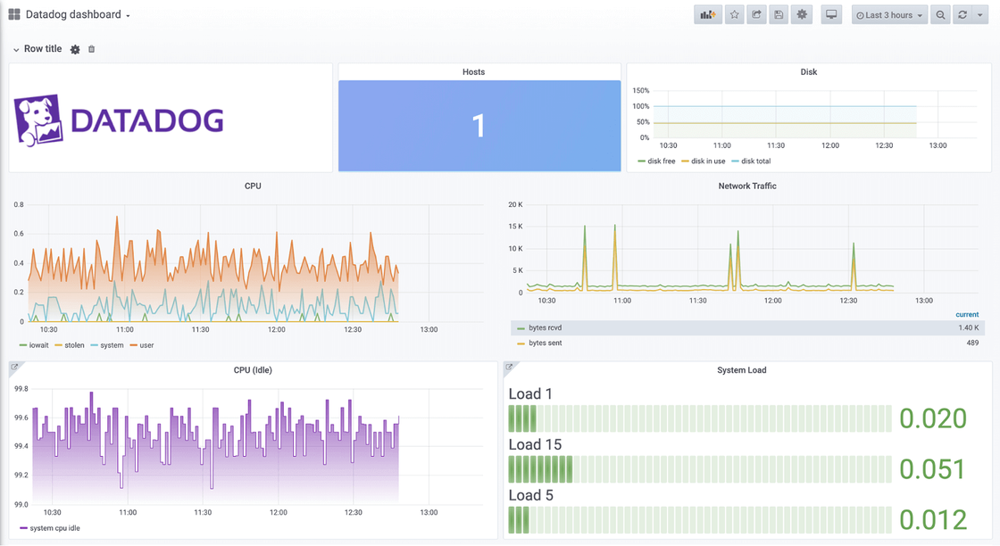 Datadog dashboard
Last 3 hours
Row title
DATADOG
Hosts
1
Disk
150%
100%
50%
0%
10:30 11:00 11:30 12:00 12:30 13:00
disk free disk in use disk total
CPU
0.8
0.6
0.4
0.2
0
10:30 11:00 11:30 12:00 12:30 13:00
iowait stolen system user
Network Traffic
20 K
15 K
10 K
5 K
0
10:30 11:00 11:30 12:00 12:30 13:00
current
bytes rcvd 1.40 K
bytes sent 489
CPU (Idle)
99.8
99.6
99.4
99.2
99.0
10:30 11:00 11:30 12:00 12:30 13:00
system cpu idle
System Load
Load 1
0.020
Load 15
0.051
Load 5
0.012